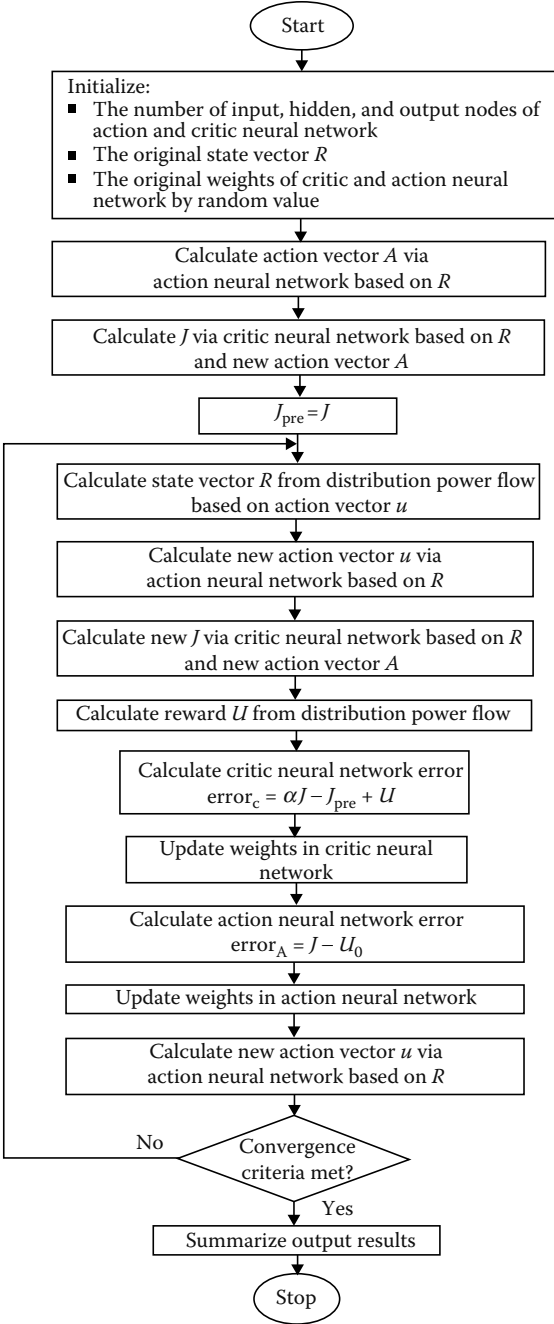 Start
Initialize:
▪ The number of input, hidden, and output nodes of
action and critic neural network
▪ The original state vector R
▪ The original weights of critic and action neural
network by random value
Calculate action vector A via
action neural network based on R
Calculate J via critic neural network based on R
and new action vector A
J_pre = J
Calculate state vector R from distribution power flow
based on action vector u
Calculate new action vector u via
action neural network based on R
Calculate new J via critic neural network based on R
and new action vector A
Calculate reward U from distribution power flow
Calculate critic neural network error
error_c = αJ – J_pre + U
Update weights in critic neural
network
Calculate action neural network error
error_A = J – U_0
Update weights in action neural network
Calculate new action vector u via
action neural network based on R
No
Convergence
criteria met?
Yes
Summarize output results
Stop